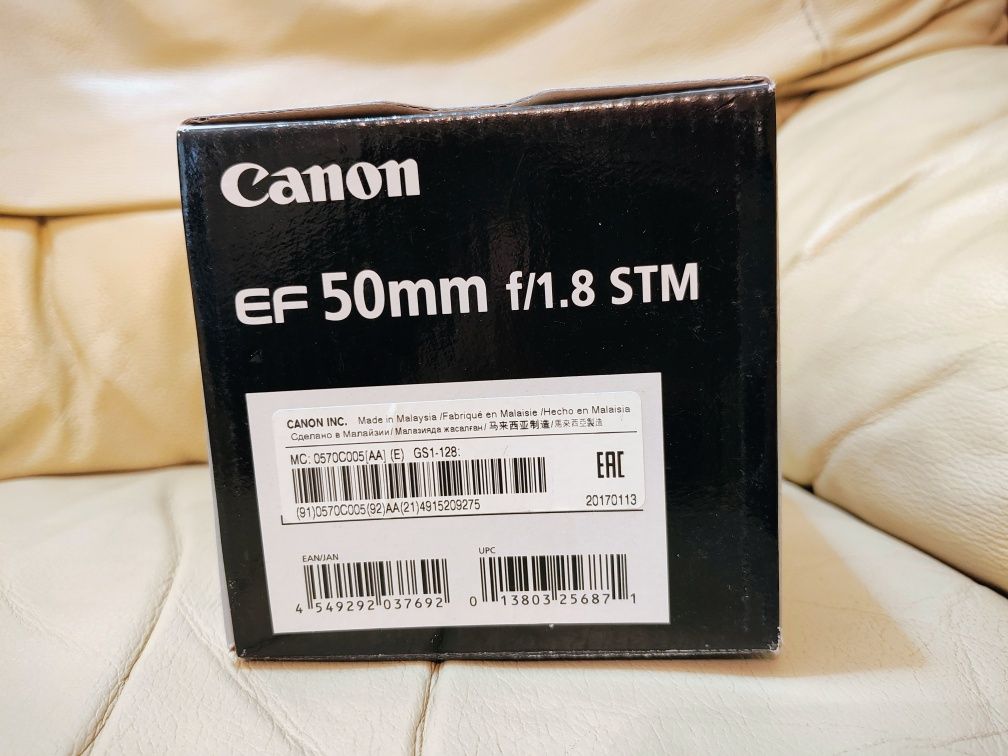 Canon
EF 50mm f/1.8 STM
CANON INC. Made in Malaysia /Fabriqué en Malaisie /Hecho en Malaisia
Сделано в Малайзии/ Малазияда жасалған/ 马来西亚制造/馬來西亞製造
MC: 0570C005[AA] (E) GS1-128:
EAC
(91)0570C005(92)AA(21)4915209275
20170113
EAN/JAN
UPC
4 549292 037692
0 13803 25687 1